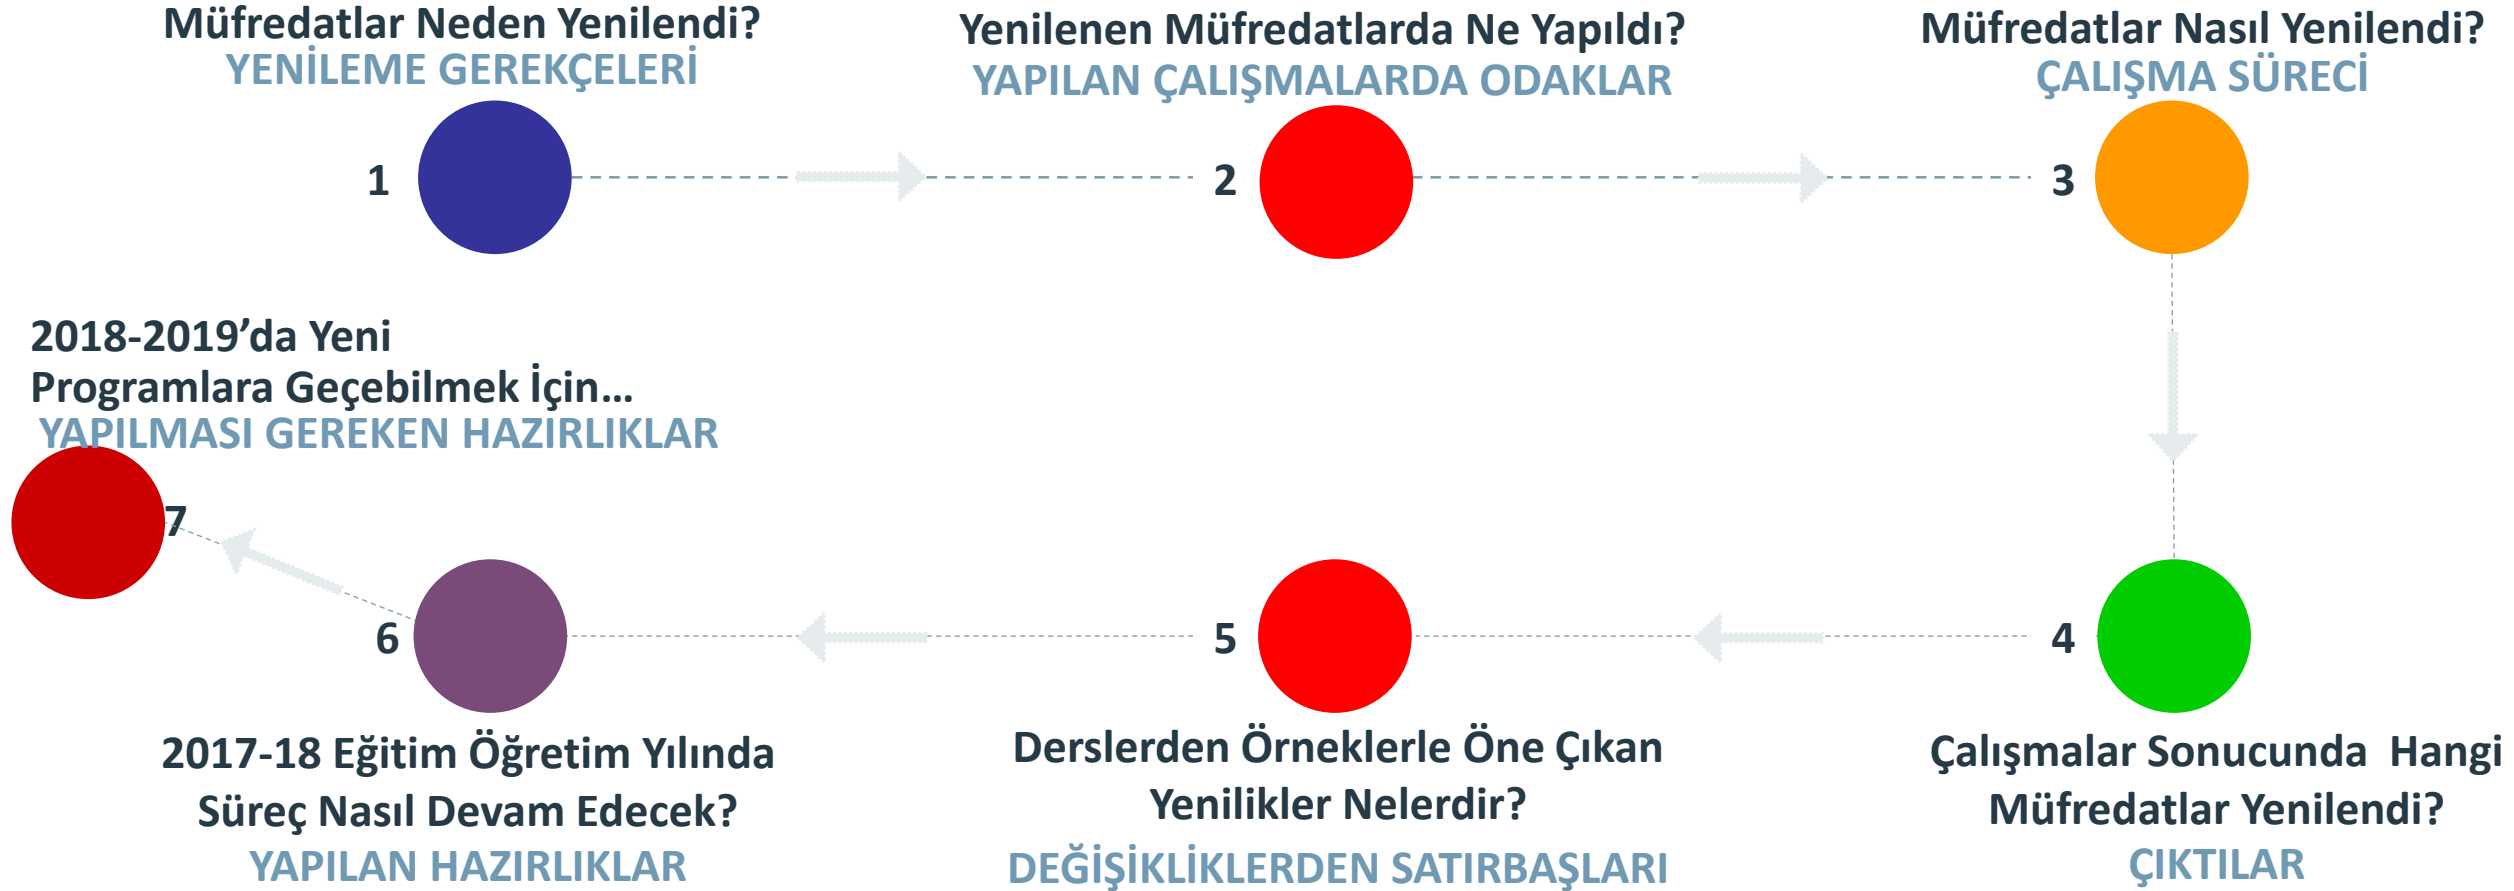 Müfredatlar Neden Yenilendi?
YENİLEME GEREKÇELERİ
1
Yenilenen Müfredatlarda Ne Yapıldı?
YAPILAN ÇALIŞMALARDA ODAKLAR
2
Müfredatlar Nasıl Yenilendi?
ÇALIŞMA SÜRECİ
3
Çalışmalar Sonucunda Hangi
Müfredatlar Yenilendi?
ÇIKTILAR
4
Derslerden Örneklerle Öne Çıkan
Yenilikler Nelerdir?
DEĞİŞİKLİKLERDEN SATIRBAŞLARI
5
2017-18 Eğitim Öğretim Yılında
Süreç Nasıl Devam Edecek?
YAPILAN HAZIRLIKLAR
6
2018-2019’da Yeni
Programlara Geçebilmek İçin...
YAPILMASI GEREKEN HAZIRLIKLAR
7